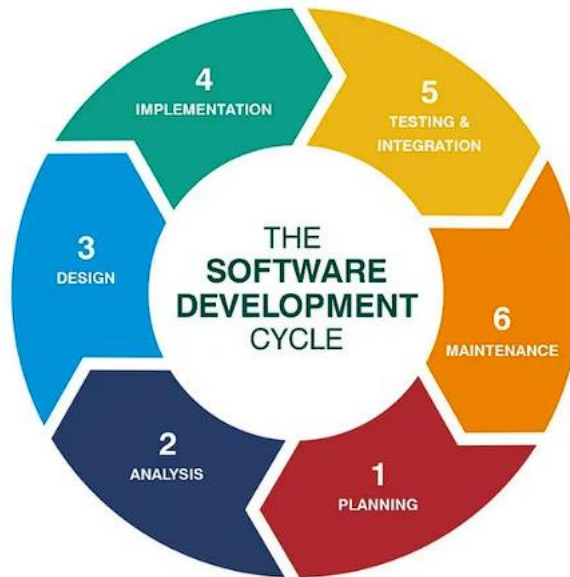 THE
SOFTWARE
DEVELOPMENT
CYCLE
1
PLANNING
2
ANALYSIS
3
DESIGN
4
IMPLEMENTATION
5
TESTING &
INTEGRATION
6
MAINTENANCE